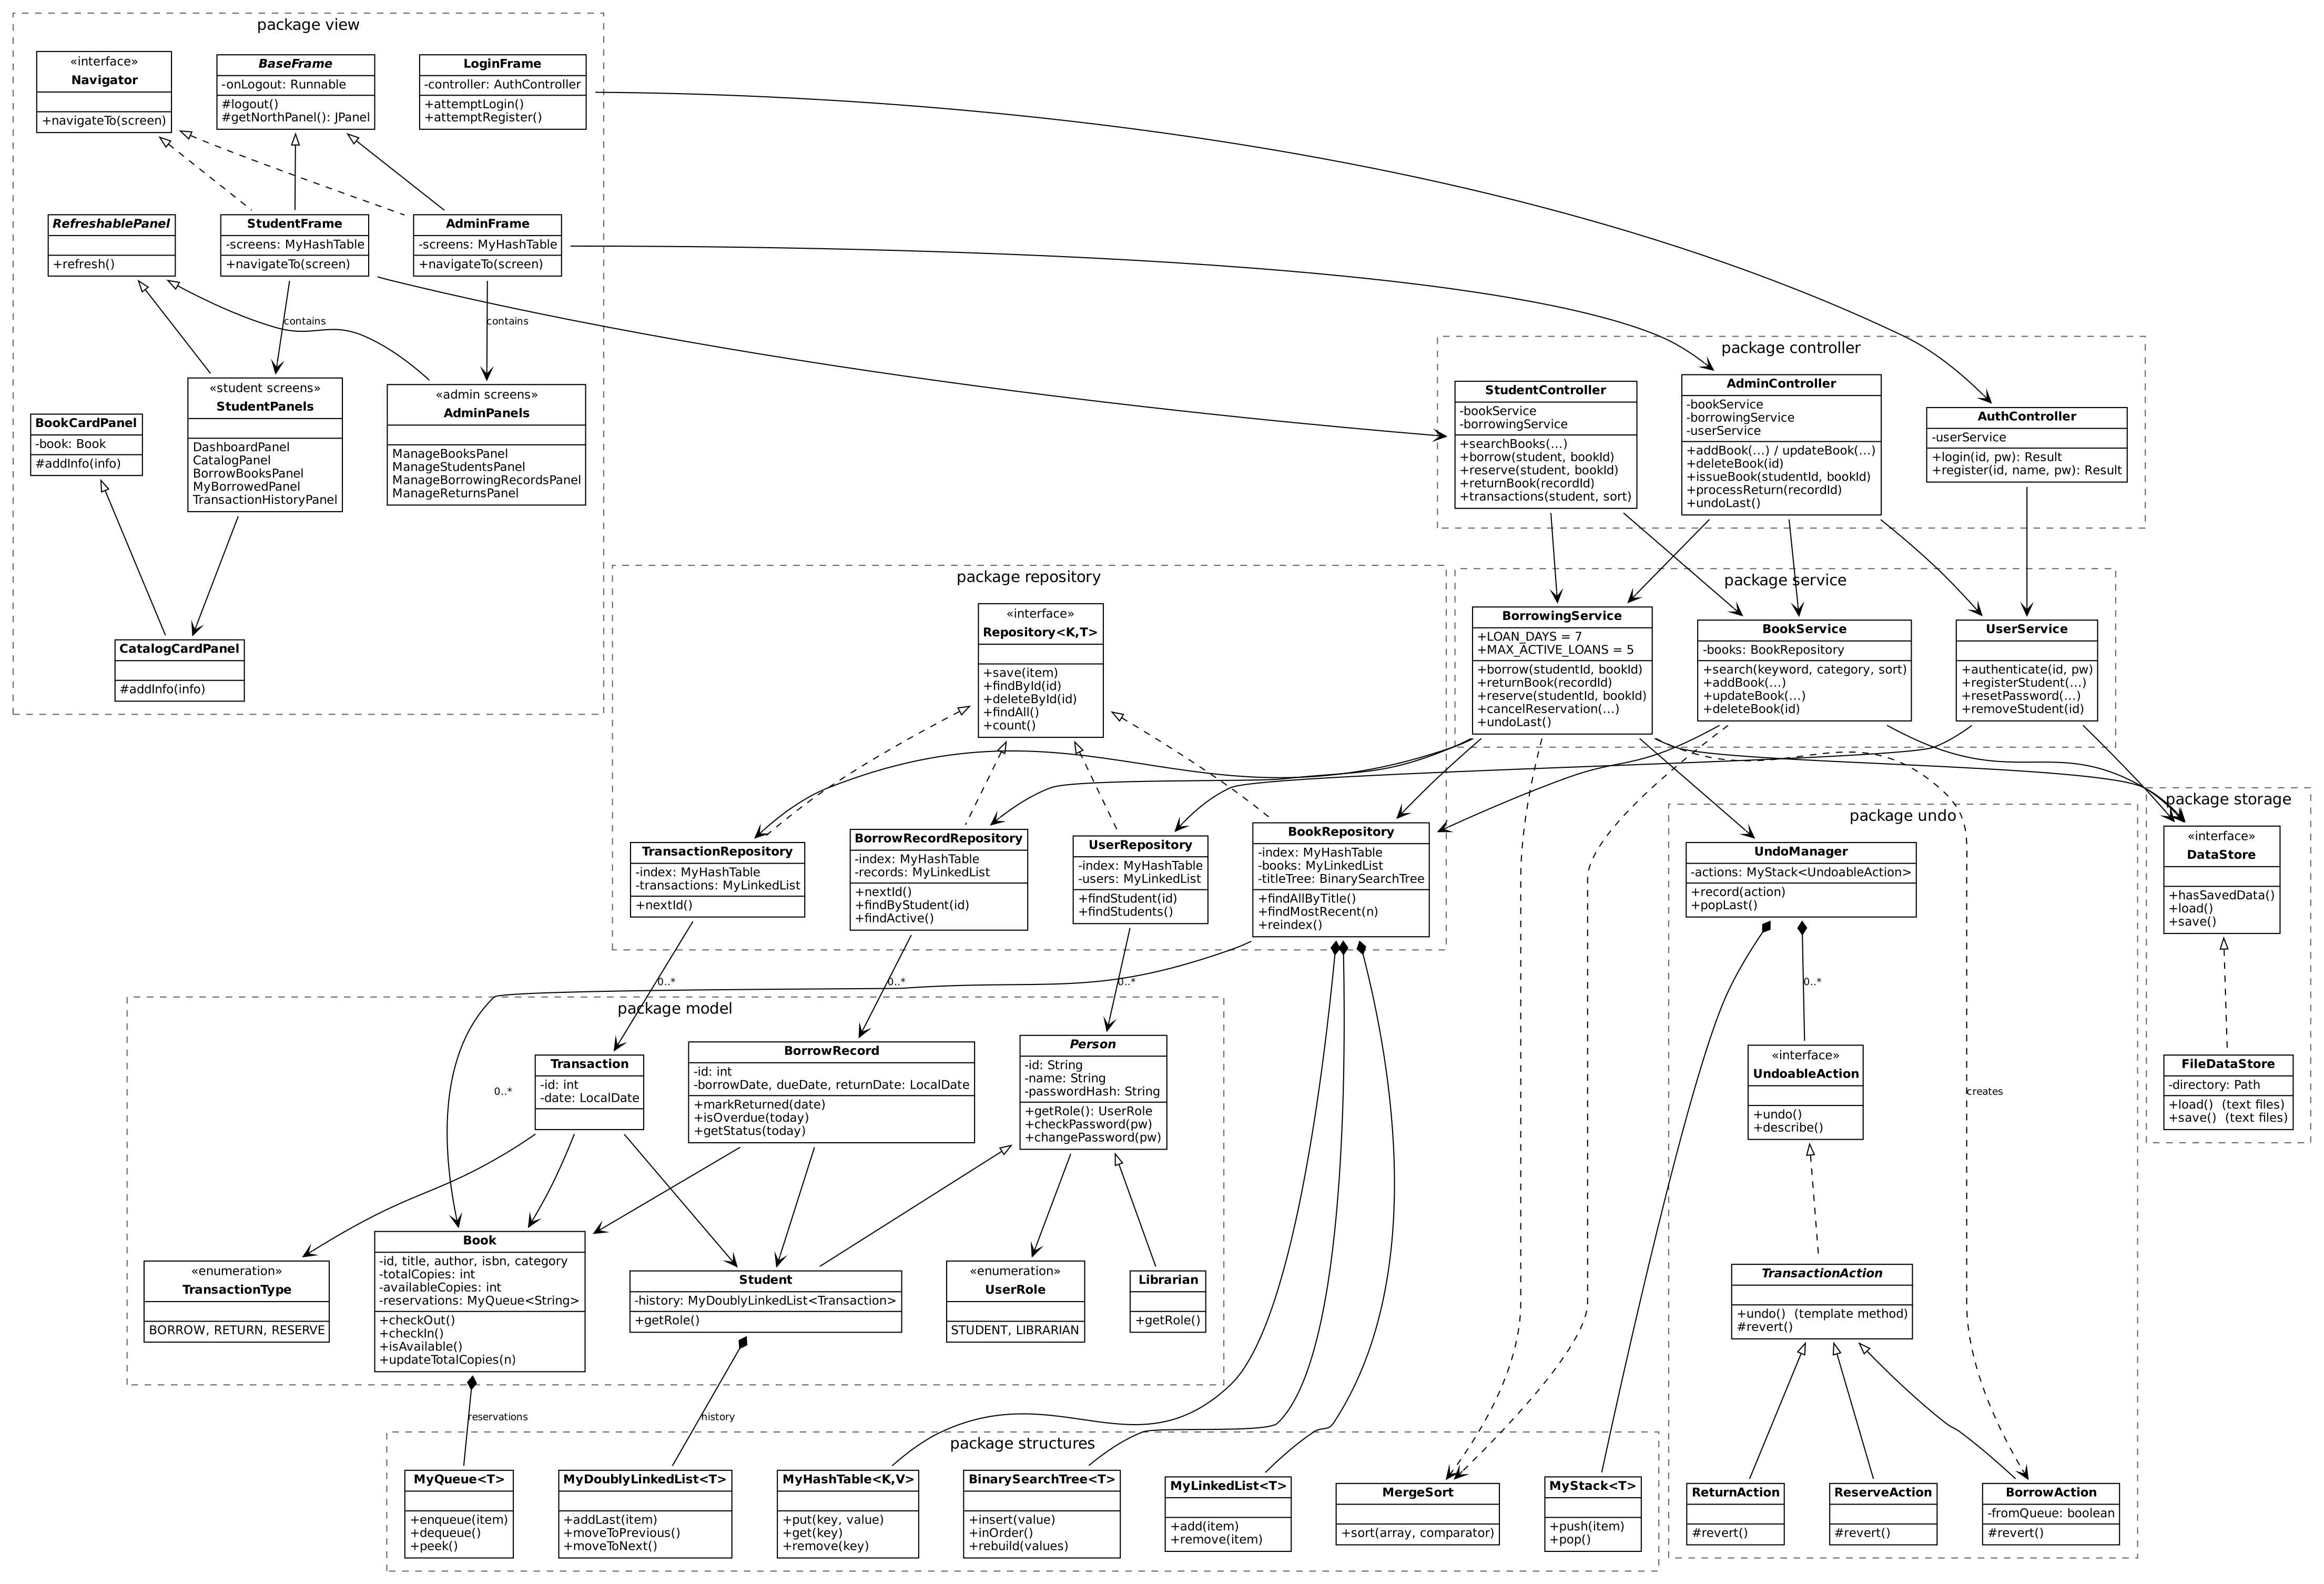 package view
«interface»
Navigator
+navigateTo(screen)
BaseFrame
-onLogout: Runnable
#logout()
#getNorthPanel(): JPanel
LoginFrame
-controller: AuthController
+attemptLogin()
+attemptRegister()
RefreshablePanel
+refresh()
StudentFrame
-screens: MyHashTable
+navigateTo(screen)
AdminFrame
-screens: MyHashTable
+navigateTo(screen)
contains
contains
BookCardPanel
-book: Book
#addInfo(info)
«student screens»
StudentPanels
DashboardPanel
CatalogPanel
BorrowBooksPanel
MyBorrowedPanel
TransactionHistoryPanel
«admin screens»
AdminPanels
ManageBooksPanel
ManageStudentsPanel
ManageBorrowingRecordsPanel
ManageReturnsPanel
CatalogCardPanel
#addInfo(info)
package controller
StudentController
-bookService
-borrowingService
+searchBooks(…)
+borrow(student, bookId)
+reserve(student, bookId)
+returnBook(recordId)
+transactions(student, sort)
AdminController
-bookService
-borrowingService
-userService
+addBook(…) / updateBook(…)
+deleteBook(id)
+issueBook(studentId, bookId)
+processReturn(recordId)
+undoLast()
AuthController
-userService
+login(id, pw): Result
+register(id, name, pw): Result
package repository
«interface»
Repository<K,T>
+save(item)
+findById(id)
+deleteById(id)
+findAll()
+count()
package service
BorrowingService
+LOAN_DAYS = 7
+MAX_ACTIVE_LOANS = 5
+borrow(studentId, bookId)
+returnBook(recordId)
+reserve(studentId, bookId)
+cancelReservation(…)
+undoLast()
BookService
-books: BookRepository
+search(keyword, category, sort)
+addBook(…)
+updateBook(…)
+deleteBook(id)
UserService
+authenticate(id, pw)
+registerStudent(…)
+resetPassword(…)
+removeStudent(id)
TransactionRepository
-index: MyHashTable
-transactions: MyLinkedList
+nextId()
BorrowRecordRepository
-index: MyHashTable
-records: MyLinkedList
+nextId()
+findByStudent(id)
+findActive()
UserRepository
-index: MyHashTable
-users: MyLinkedList
+findStudent(id)
+findStudents()
BookRepository
-index: MyHashTable
-books: MyLinkedList
-titleTree: BinarySearchTree
+findAllByTitle()
+findMostRecent(n)
+reindex()
package undo
UndoManager
-actions: MyStack<UndoableAction>
+record(action)
+popLast()
package storage
«interface»
DataStore
+hasSavedData()
+load()
+save()
0..*
0..*
0..*
0..*
package model
Transaction
-id: int
-date: LocalDate
0..*
BorrowRecord
-id: int
-borrowDate, dueDate, returnDate: LocalDate
+markReturned(date)
+isOverdue(today)
+getStatus(today)
Person
-id: String
-name: String
-passwordHash: String
+getRole(): UserRole
+checkPassword(pw)
+changePassword(pw)
«interface»
UndoableAction
+undo()
+describe()
creates
FileDataStore
-directory: Path
+load()  (text files)
+save()  (text files)
«enumeration»
TransactionType
BORROW, RETURN, RESERVE
Book
-id, title, author, isbn, category
-totalCopies: int
-availableCopies: int
-reservations: MyQueue<String>
+checkOut()
+checkIn()
+isAvailable()
+updateTotalCopies(n)
Student
-history: MyDoublyLinkedList<Transaction>
+getRole()
«enumeration»
UserRole
STUDENT, LIBRARIAN
Librarian
+getRole()
TransactionAction
+undo()  (template method)
#revert()
reservations
history
package structures
MyQueue<T>
+enqueue(item)
+dequeue()
+peek()
MyDoublyLinkedList<T>
+addLast(item)
+moveToPrevious()
+moveToNext()
MyHashTable<K,V>
+put(key, value)
+get(key)
+remove(key)
BinarySearchTree<T>
+insert(value)
+inOrder()
+rebuild(values)
MyLinkedList<T>
+add(item)
+remove(item)
MergeSort
+sort(array, comparator)
MyStack<T>
+push(item)
+pop()
ReturnAction
#revert()
ReserveAction
#revert()
BorrowAction
-fromQueue: boolean
#revert()